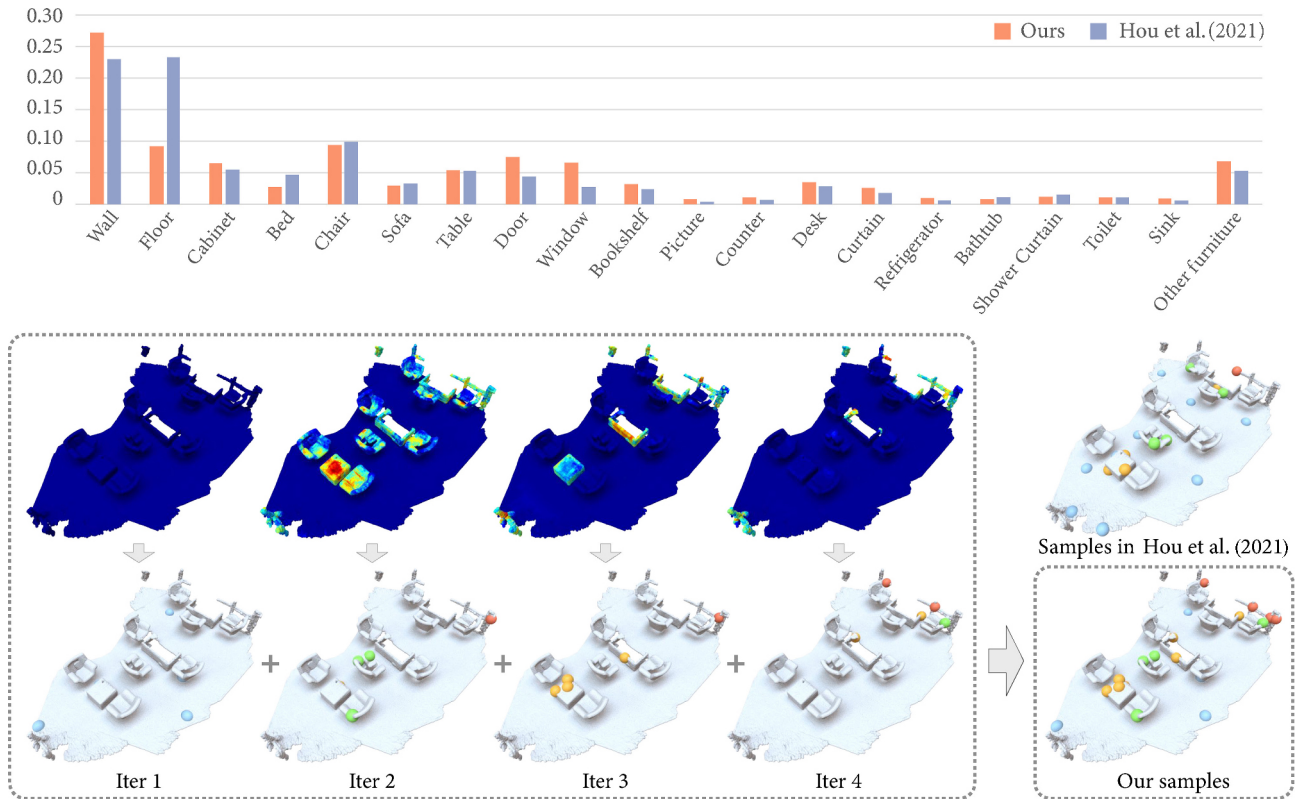 0.30
0.25
0.20
0.15
0.10
0.05
0
Ours
Hou et al. (2021)
Wall
Floor
Cabinet
Bed
Chair
Sofa
Table
Door
Window
Bookshelf
Picture
Counter
Desk
Curtain
Refrigerator
Bathtub
Shower Curtain
Toilet
Sink
Other furniture
Samples in Hou et al. (2021)
+
+
+
Iter 1
Iter 2
Iter 3
Iter 4
Our samples